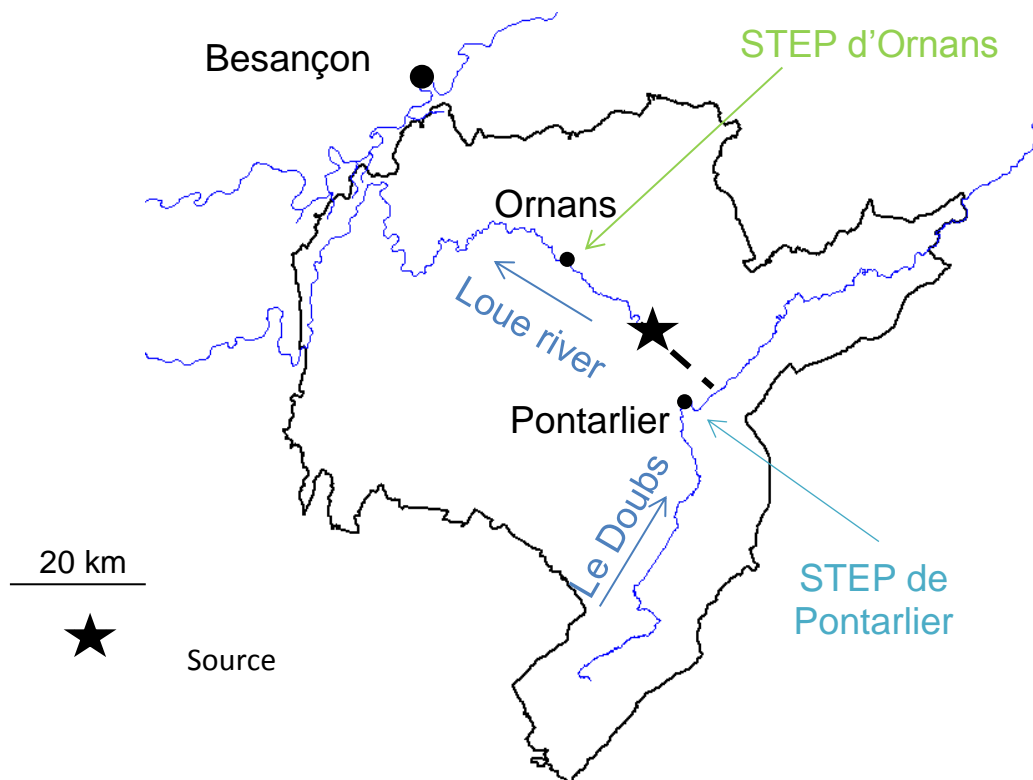 STEP d’Ornans
Besançon
Ornans
Loue river
Pontarlier
Le Doubs
20 km
STEP de
Pontarlier
Source